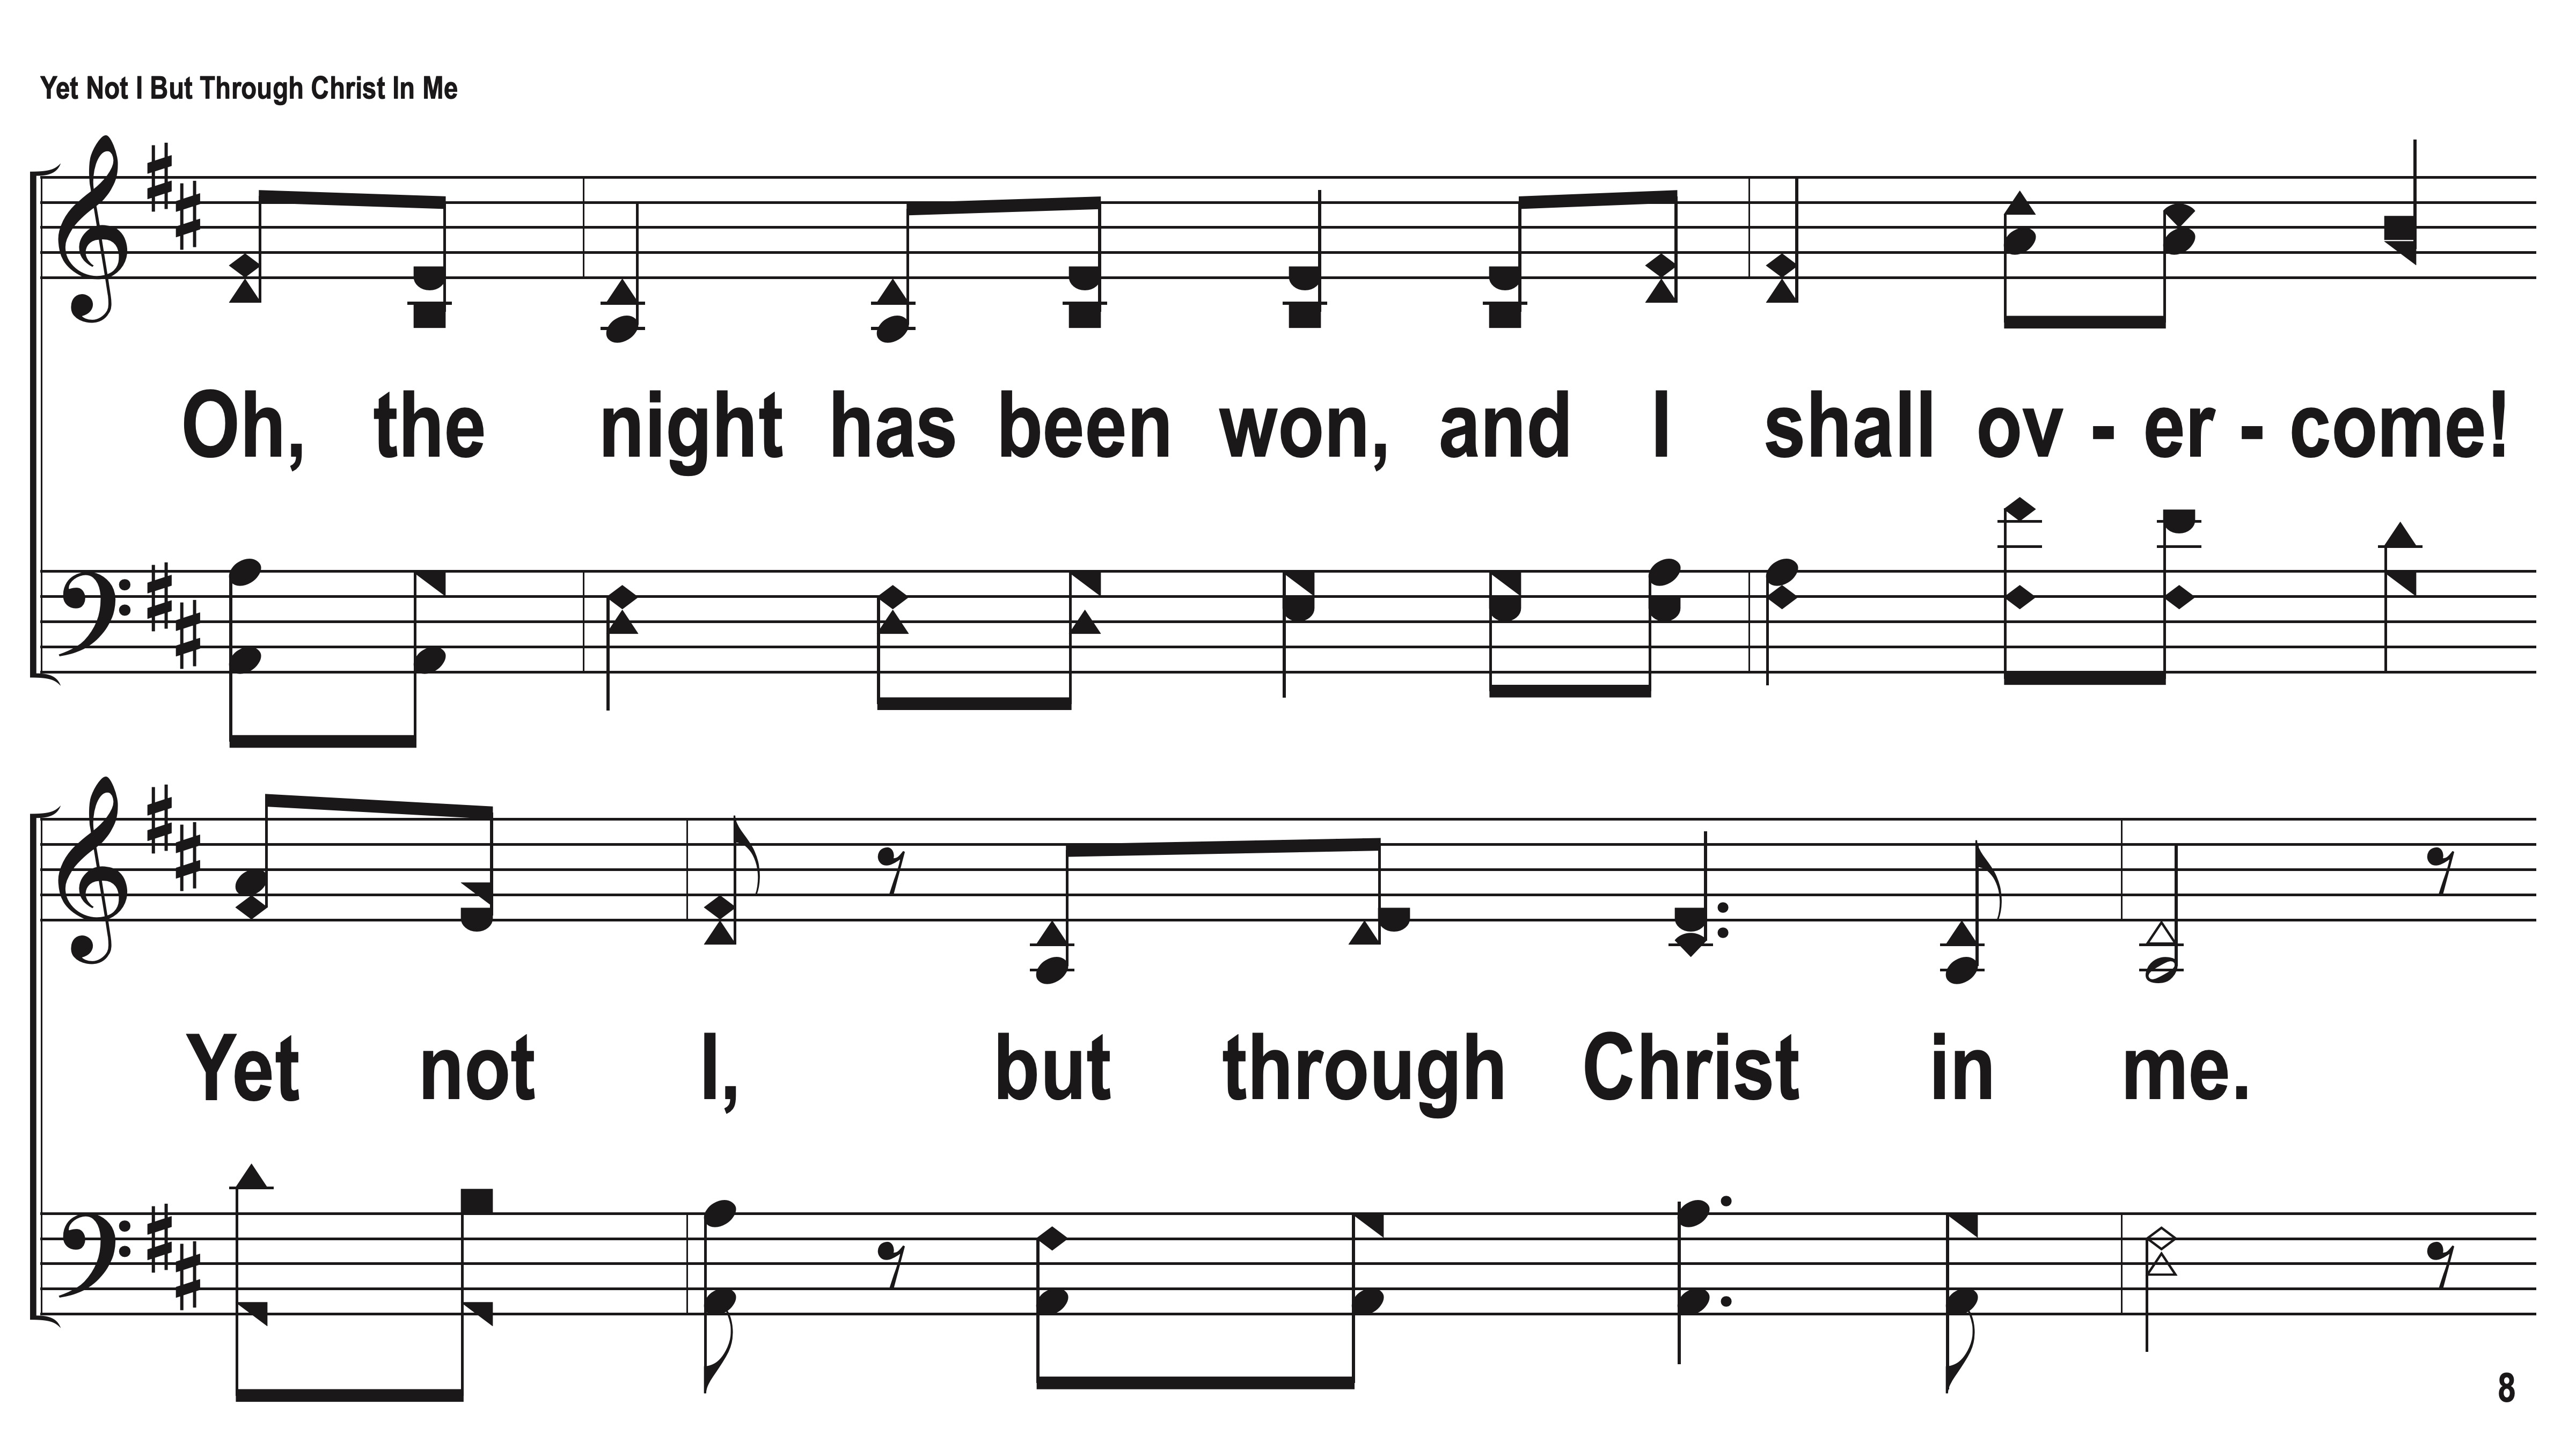 Yet Not I But Through Christ In Me
Oh, the night has been won, and I shall ov - er - come!
Yet not I, but through Christ in me.
8